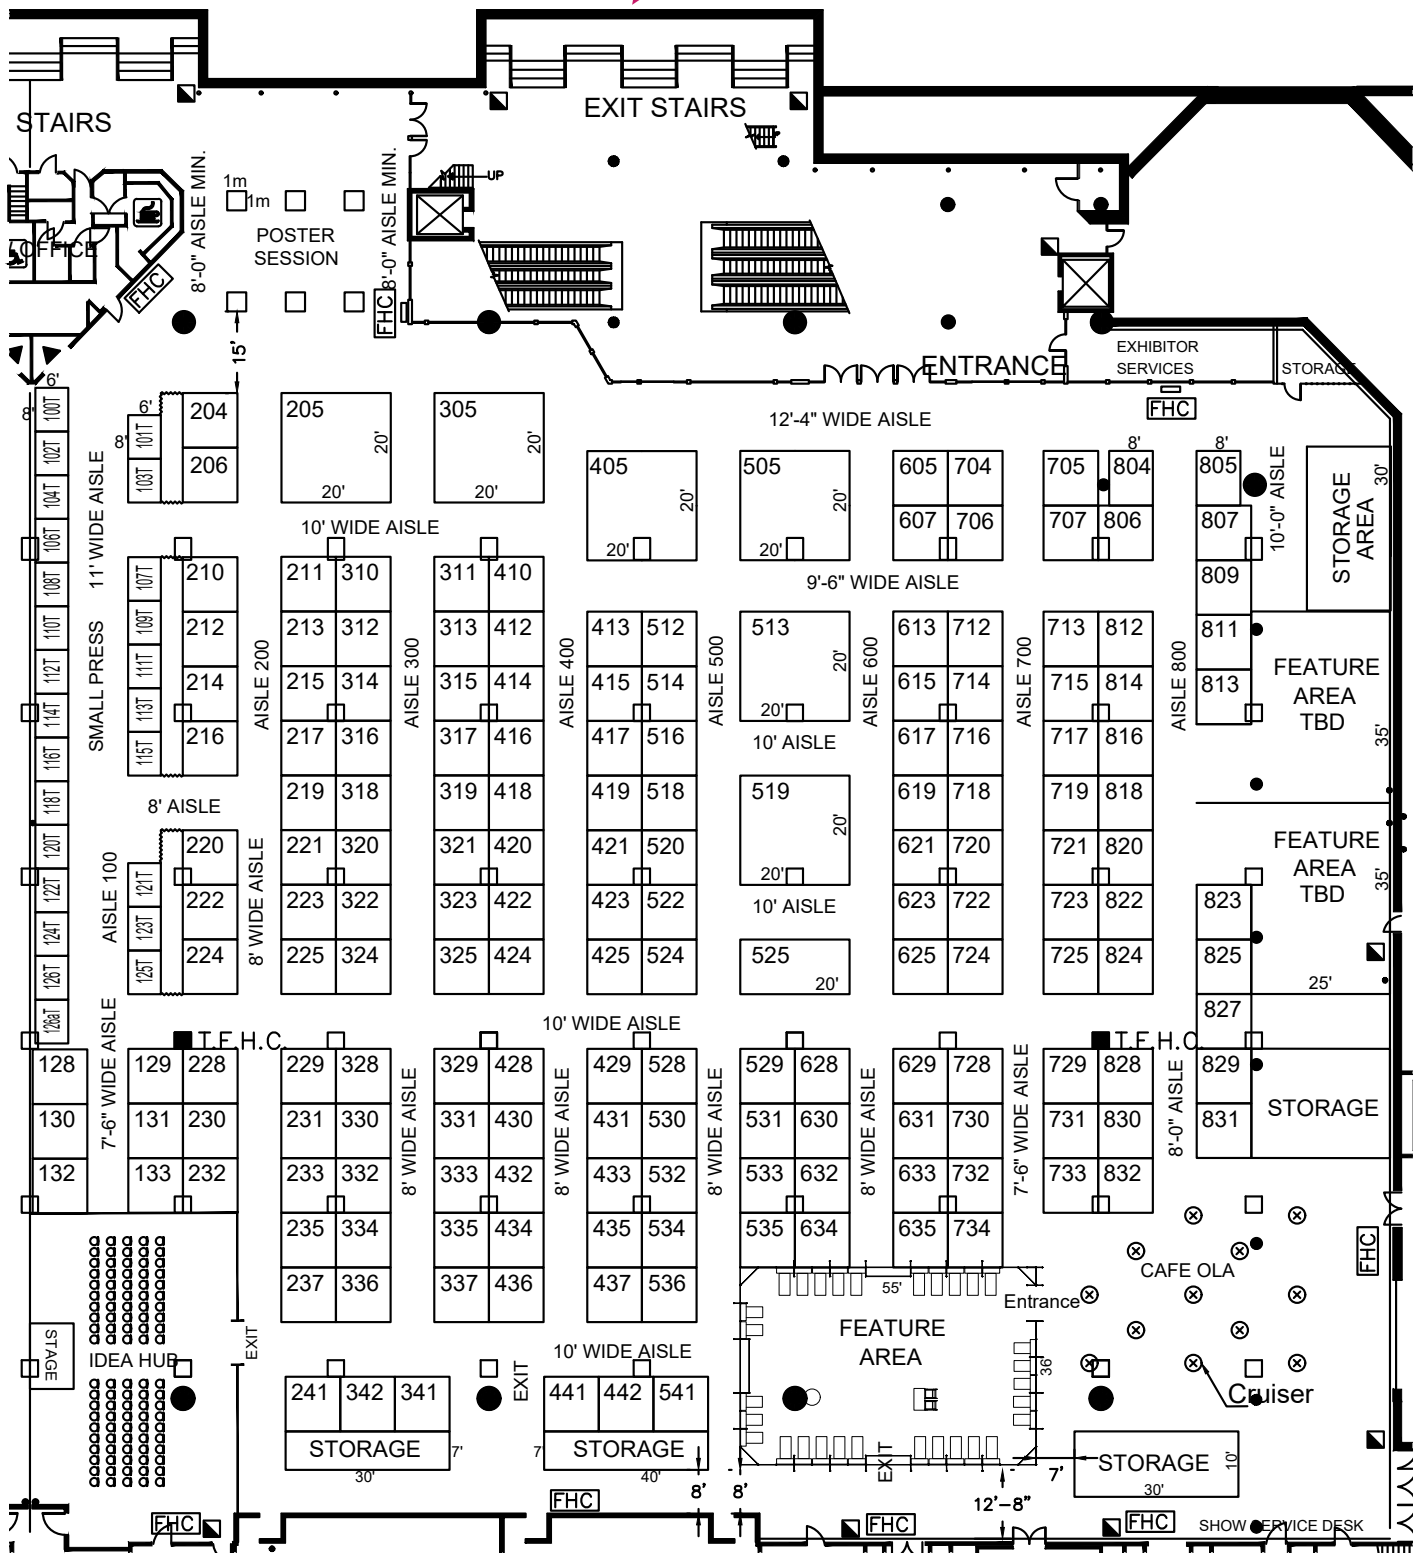 EXIT STAIRS
STAIRS
8'-0" AISLE MIN.
8'-0" AISLE MIN.
1m
1m
UP
POSTER
SESSION
OFFICE
FHC
FHC
15'
ENTRANCE
EXHIBITOR
SERVICES
STORAGE
FHC
6'
8'
100T
102T
104T
106T
108T
110T
112T
114T
116T
118T
120T
122T
124T
126T
126aT
11' WIDE AISLE
SMALL PRESS
AISLE 100
7'-6" WIDE AISLE
6'
8'
101T
103T
204
206
205
20'
20'
305
20'
20'
12'-4" WIDE AISLE
405
20'
20'
505
20'
20'
605 704
607 706
8'
705 804
707 806
8'
805
807
809
811
813
10'-0" AISLE
STORAGE
AREA
30'
10' WIDE AISLE
9'-6" WIDE AISLE
107T
109T
111T
113T
115T
210
212
214
216
AISLE 200
211 310
213 312
215 314
217 316
219 318
221 320
223 322
225 324
AISLE 300
311 410
313 412
315 414
317 416
319 418
321 420
323 422
325 424
AISLE 400
413 512
415 514
417 516
419 518
421 520
423 522
425 524
AISLE 500
513
20'
20'
10' AISLE
519
20'
20'
10' AISLE
525
20'
AISLE 600
613 712
615 714
617 716
619 718
621 720
623 722
625 724
AISLE 700
713 812
715 814
717 816
719 818
721 820
723 822
725 824
AISLE 800
FEATURE
AREA
TBD
35'
FEATURE
AREA
TBD
35'
25'
823
825
827
829
831
STORAGE
8' AISLE
121T
123T
125T
220
222
224
8' WIDE AISLE
10' WIDE AISLE
T.F.H.C.
T.F.H.C.
128
130
132
129 228
131 230
133 232
229 328
231 330
233 332
235 334
237 336
8' WIDE AISLE
329 428
331 430
333 432
335 434
337 436
8' WIDE AISLE
429 528
431 530
433 532
435 534
437 536
8' WIDE AISLE
529 628
531 630
533 632
535 634
8' WIDE AISLE
629 728
631 730
633 732
635 734
7'-6" WIDE AISLE
729 828
731 830
733 832
8'-0" AISLE
FHC
CAFE OLA
Cruiser
STAGE
IDEA HUB
EXIT
10' WIDE AISLE
241 342 341
STORAGE
7'
30'
EXIT
441 442 541
STORAGE
7'
40'
55'
Entrance
FEATURE
AREA
36'
EXIT
8'
8'
7'
12'-8"
STORAGE
10'
30'
FHC
FHC
FHC
FHC
SHOW SERVICE DESK